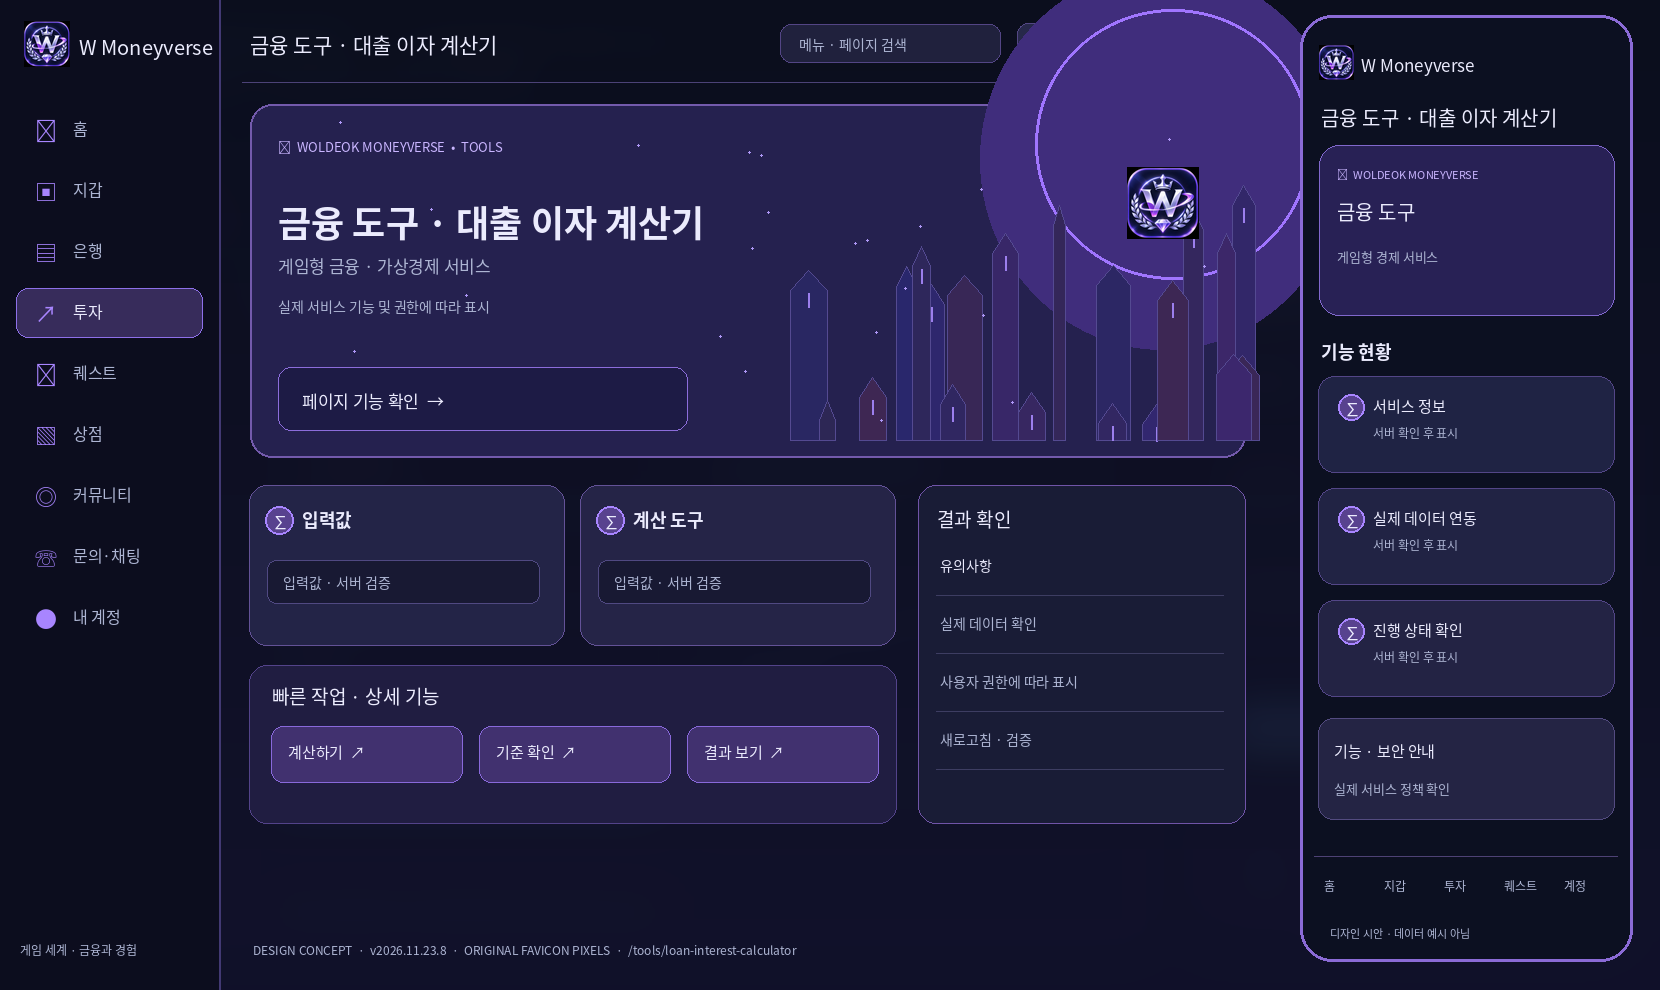 W Moneyverse
홈
지갑
은행
투자
퀘스트
상점
커뮤니티
문의·채팅
내 계정
게임 세계 · 금융과 경험
금융 도구 · 대출 이자 계산기
메뉴 · 페이지 검색
WOLDEOK MONEYVERSE • TOOLS
금융 도구 · 대출 이자 계산기
게임형 금융 · 가상경제 서비스
실제 서비스 기능 및 권한에 따라 표시
페이지 기능 확인 →
∑ 입력값
입력값 · 서버 검증
∑ 계산 도구
입력값 · 서버 검증
빠른 작업 · 상세 기능
계산하기 ↗
기준 확인 ↗
결과 보기 ↗
결과 확인
유의사항
실제 데이터 확인
사용자 권한에 따라 표시
새로고침 · 검증
DESIGN CONCEPT · v2026.11.23.8 · ORIGINAL FAVICON PIXELS · /tools/loan-interest-calculator
W Moneyverse
금융 도구 · 대출 이자 계산기
WOLDEOK MONEYVERSE
금융 도구
게임형 경제 서비스
기능 현황
∑ 서비스 정보
서버 확인 후 표시
∑ 실제 데이터 연동
서버 확인 후 표시
∑ 진행 상태 확인
서버 확인 후 표시
기능 · 보안 안내
실제 서비스 정책 확인
홈 지갑 투자 퀘스트 계정
디자인 시안 · 데이터 예시 아님